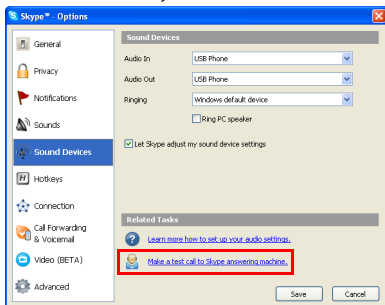 Skype™ - Options
General
Privacy
Notifications
Sounds
Sound Devices
Hotkeys
Connection
Call Forwarding
& Voicemail
Video (BETA)
Advanced
Sound Devices
Audio In
USB Phone
Audio Out
USB Phone
Ringing
Windows default device
Ring PC speaker
Let Skype adjust my sound device settings
Related Tasks
Learn more how to set up your audio settings.
Make a test call to Skype answering machine.
Save
Cancel